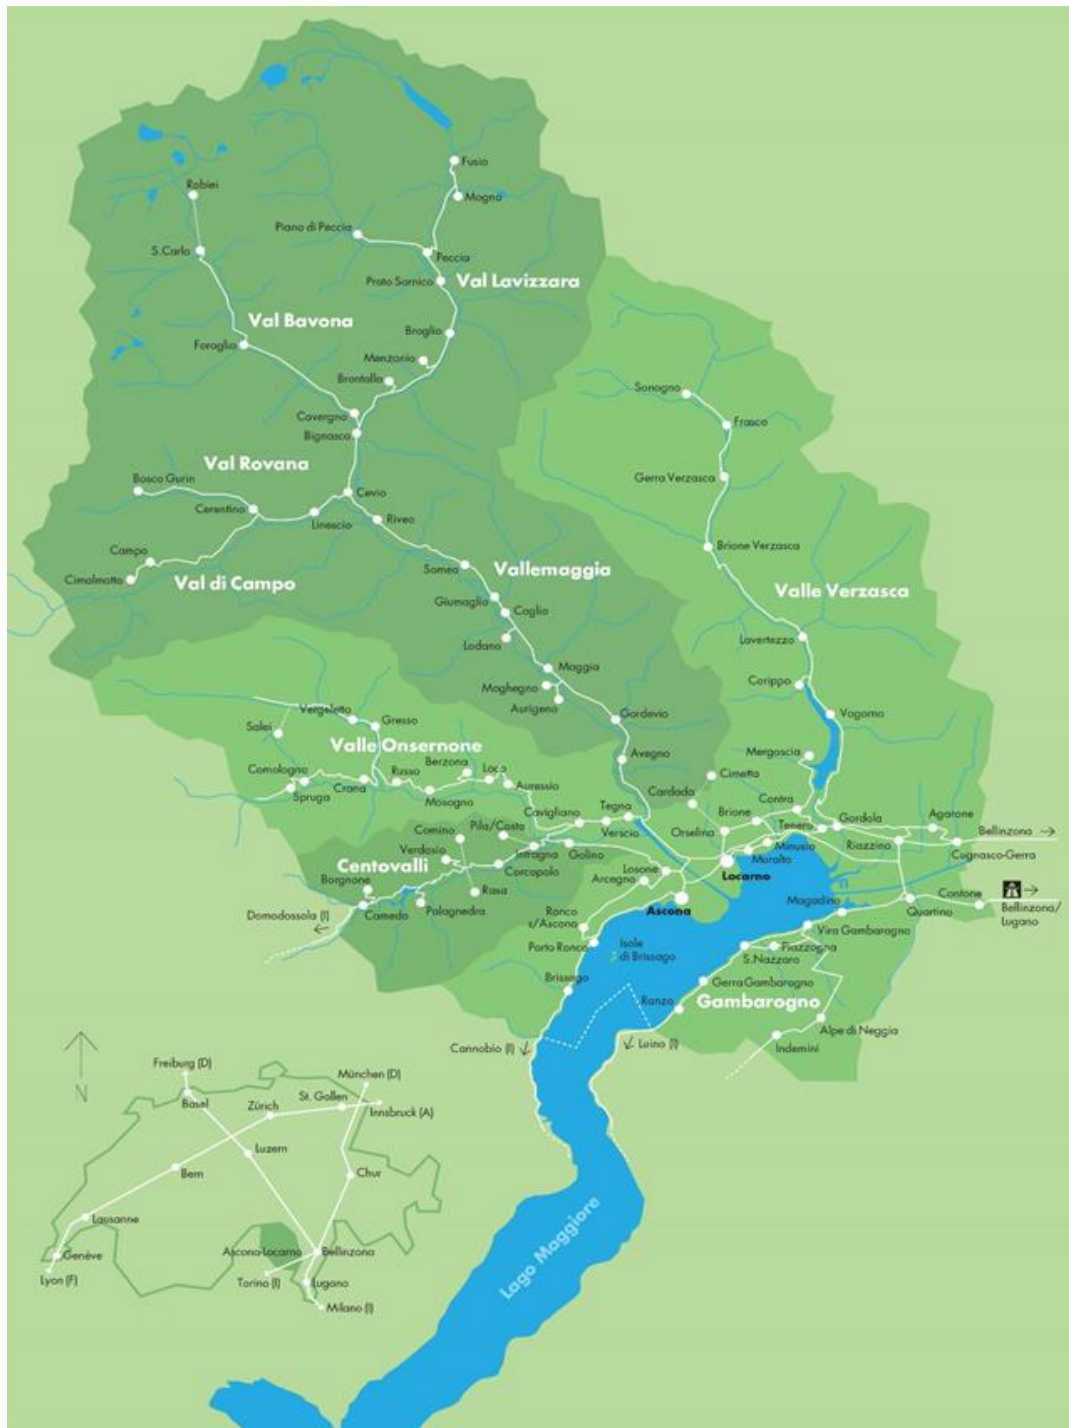 Fusio
Mogno
Robiei
Piano di Peccia
S.Carlo
Peccia
Prato Sornico
Val Lavizzara
Val Bavona
Broglio
Foroglio
Menzonio
Brontallo
Sonogno
Cavergno
Frasco
Bignasco
Val Rovana
Bosco Gurin
Gerra Verzasca
Cevio
Cerentino
Linescio
Riveo
Brione Verzasca
Campo
Cimalmotto
Val di Campo
Someo
Vallemaggia
Valle Verzasca
Giumaglio
Coglio
Lodano
Lavertezzo
Maggia
Moghegno
Aurigeno
Corippo
Vergeletto
Gresso
Gordevio
Vogorno
Salei
Valle Onsernone
Avegno
Mergoscia
Berzona
Loco
Comologno
Russo
Cimetta
Spruga
Crana
Mosogno
Auressio
Cardada
Contra
Cavigliano
Tegna
Brione
Gordola
Agarone
Comino
Pila/Costa
Verscio
Orselina
Tenero
Bellinzona
Verdasio
Intragna
Golino
Minusio
Riazzino
Cugnasco-Gerra
Centovalli
Corcapolo
Losone
Muralto
Borgnone
Arcegno
Locarno
Rasa
Contone
Domodossola (I)
Camedo
Palagnedra
Ronco
s/Ascona
Ascona
Magadino
Quartino
Bellinzona/
Lugano
Vira Gambarogno
Porto Ronco
Isole
di Brissago
Piazzogna
S.Nazzaro
Brissago
Gerra Gambarogno
Ranzo
Gambarogno
Alpe di Neggia
Cannobio (I)
Luino (I)
Indemini
N
Freiburg (D)
München (D)
Basel
Zürich
St. Gallen
Innsbruck (A)
Luzern
Bern
Chur
Lausanne
Ascona-Locarno
Bellinzona
Genève
Lyon (F)
Torino (I)
Lugano
Milano (I)
Lago Maggiore